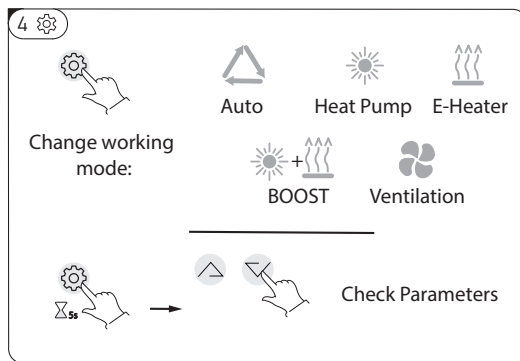 4
Auto Heat Pump E-Heater
Change working
mode:
+
BOOST Ventilation
5s
Check Parameters